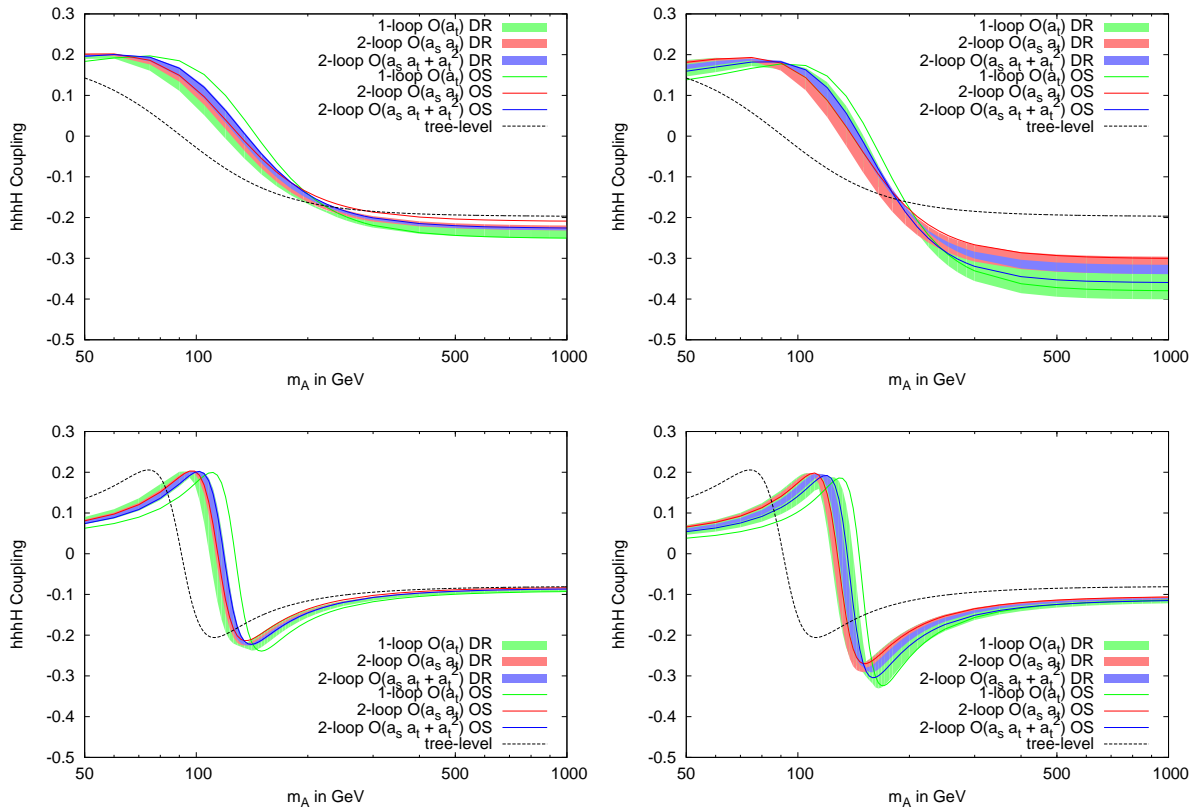 0.3
0.2
0.1
0
-0.1
-0.2
-0.3
-0.4
-0.5
50
100
500
1000
hhhH Coupling
m_A in GeV
1-loop O(a_t) DR
2-loop O(a_s a_t) DR
2-loop O(a_s a_t + a_t^2) DR
1-loop O(a_t) OS
2-loop O(a_s a_t) OS
2-loop O(a_s a_t + a_t^2) OS
tree-level
0.3
0.2
0.1
0
-0.1
-0.2
-0.3
-0.4
-0.5
50
100
500
1000
hhhH Coupling
m_A in GeV
1-loop O(a_t) DR
2-loop O(a_s a_t) DR
2-loop O(a_s a_t + a_t^2) DR
1-loop O(a_t) OS
2-loop O(a_s a_t) OS
2-loop O(a_s a_t + a_t^2) OS
tree-level
0.3
0.2
0.1
0
-0.1
-0.2
-0.3
-0.4
-0.5
50
100
500
1000
hhhH Coupling
m_A in GeV
1-loop O(a_t) DR
2-loop O(a_s a_t) DR
2-loop O(a_s a_t + a_t^2) DR
1-loop O(a_t) OS
2-loop O(a_s a_t) OS
2-loop O(a_s a_t + a_t^2) OS
tree-level
0.3
0.2
0.1
0
-0.1
-0.2
-0.3
-0.4
-0.5
50
100
500
1000
hhhH Coupling
m_A in GeV
1-loop O(a_t) DR
2-loop O(a_s a_t) DR
2-loop O(a_s a_t + a_t^2) DR
1-loop O(a_t) OS
2-loop O(a_s a_t) OS
2-loop O(a_s a_t + a_t^2) OS
tree-level